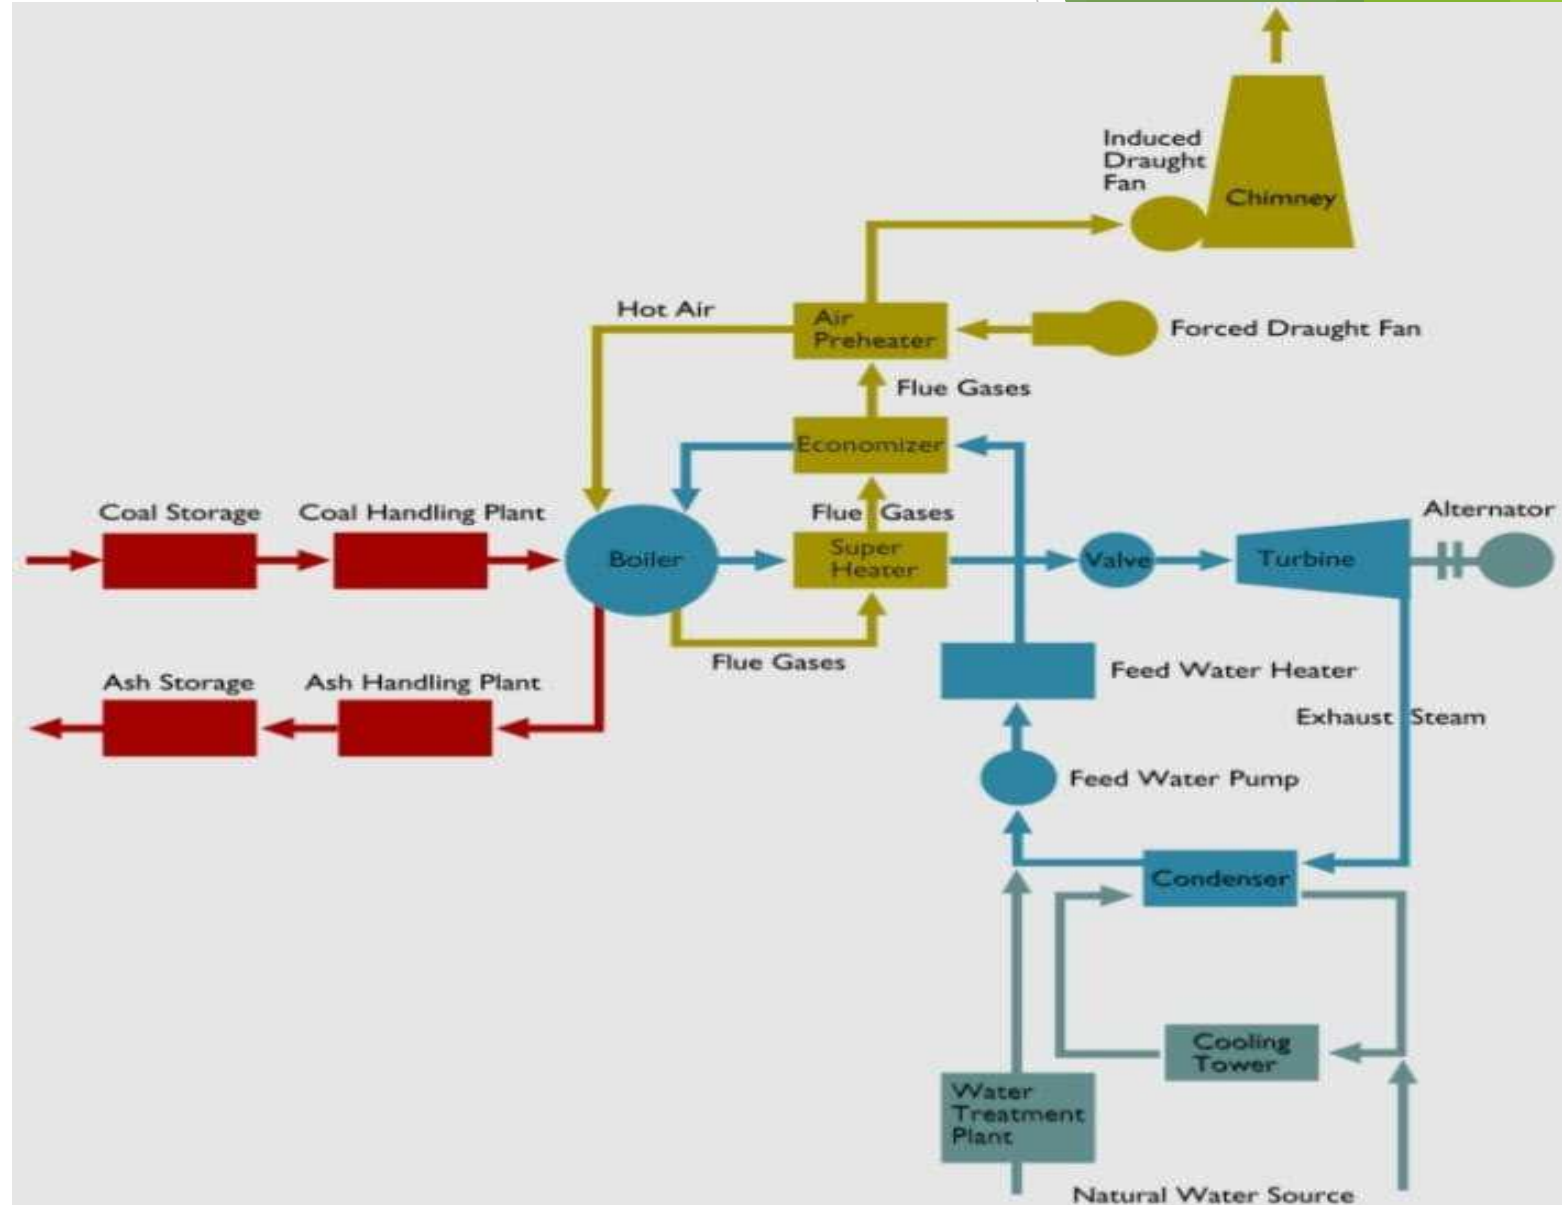 Induced
Draught
Fan
Chimney
Hot Air
Air
Preheater
Forced Draught Fan
Flue Gases
Economizer
Coal Storage
Coal Handling Plant
Flue Gases
Alternator
Boiler
Super
Heater
Valve
Turbine
Flue Gases
Feed Water Heater
Ash Storage
Ash Handling Plant
Exhaust Steam
Feed Water Pump
Condenser
Cooling
Tower
Water
Treatment
Plant
Natural Water Source